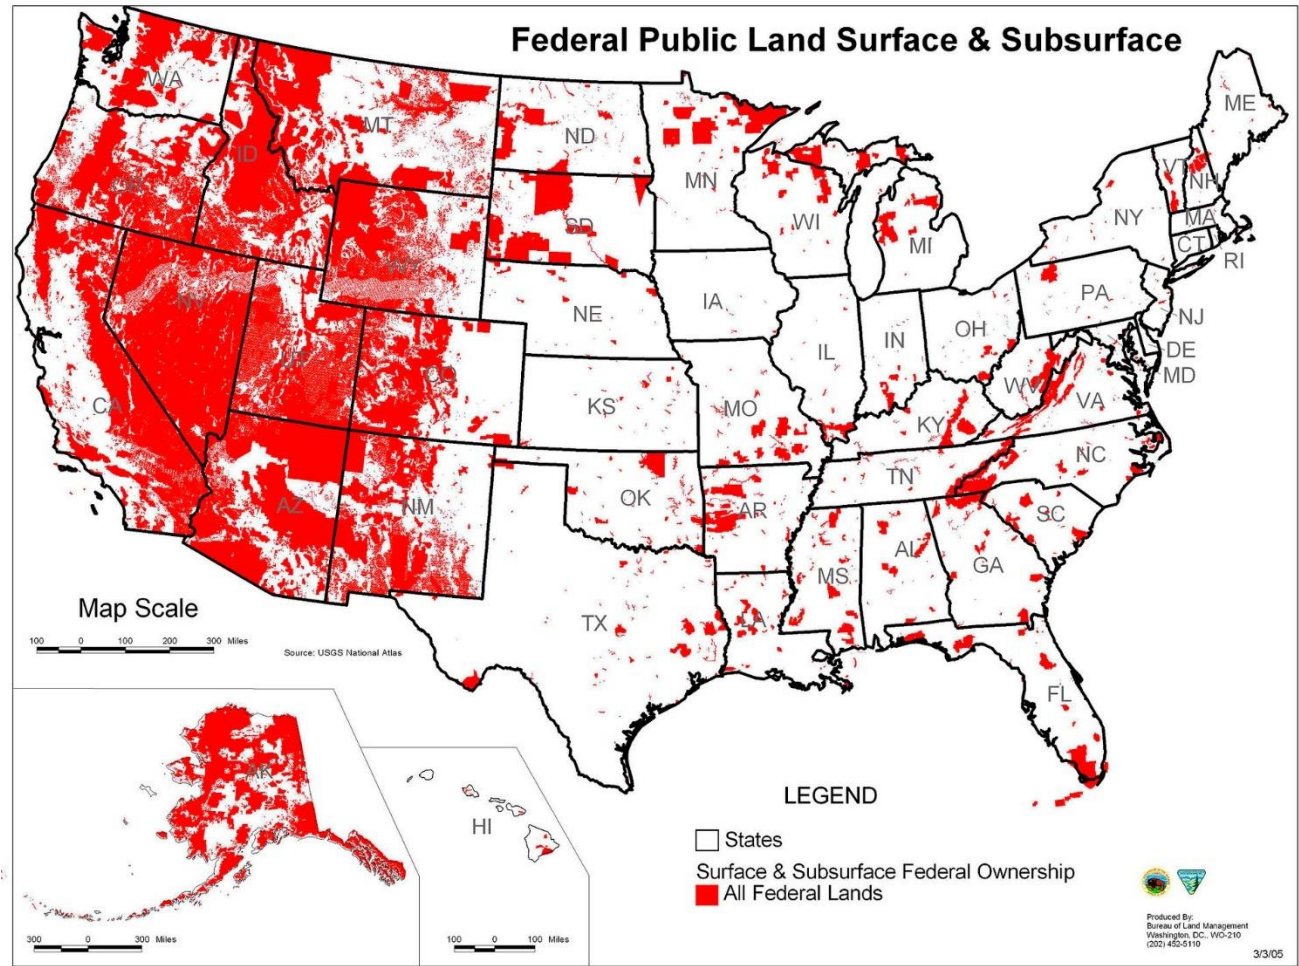 Federal Public Land Surface & Subsurface
WA
MT
ND
MN
ME
ID
OR
SD
WI
MI
VT
NH
NY
MA
CT
RI
WY
NV
UT
CO
NE
IA
PA
NJ
IL
IN
OH
DE
MD
CA
KS
MO
WV
VA
KY
AZ
NM
OK
AR
TN
NC
SC
MS
AL
GA
TX
LA
FL
Map Scale
100 0 100 200 300 Miles
Source: USGS National Atlas
AK
300 0 300 Miles
HI
100 0 100 Miles
LEGEND
States
Surface & Subsurface Federal Ownership
All Federal Lands
Produced By:
Bureau of Land Management
Washington, DC., WO-210
(202) 452-5110
3/3/05